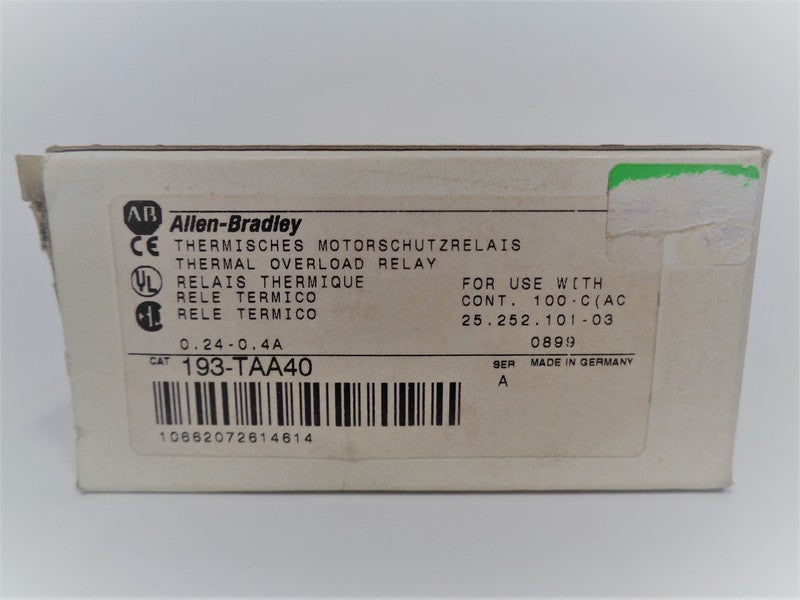 AB Allen-Bradley
CE THERMISCHES MOTORSCHUTZRELAIS
THERMAL OVERLOAD RELAY
UL RELAIS THERMIQUE FOR USE WITH
RELE TERMICO CONT. 100-C(AC
RELE TERMICO 25.252.101-03
0.24-0.4A 0899
CAT 193-TAA40 SER MADE IN GERMANY
A
10662072614614